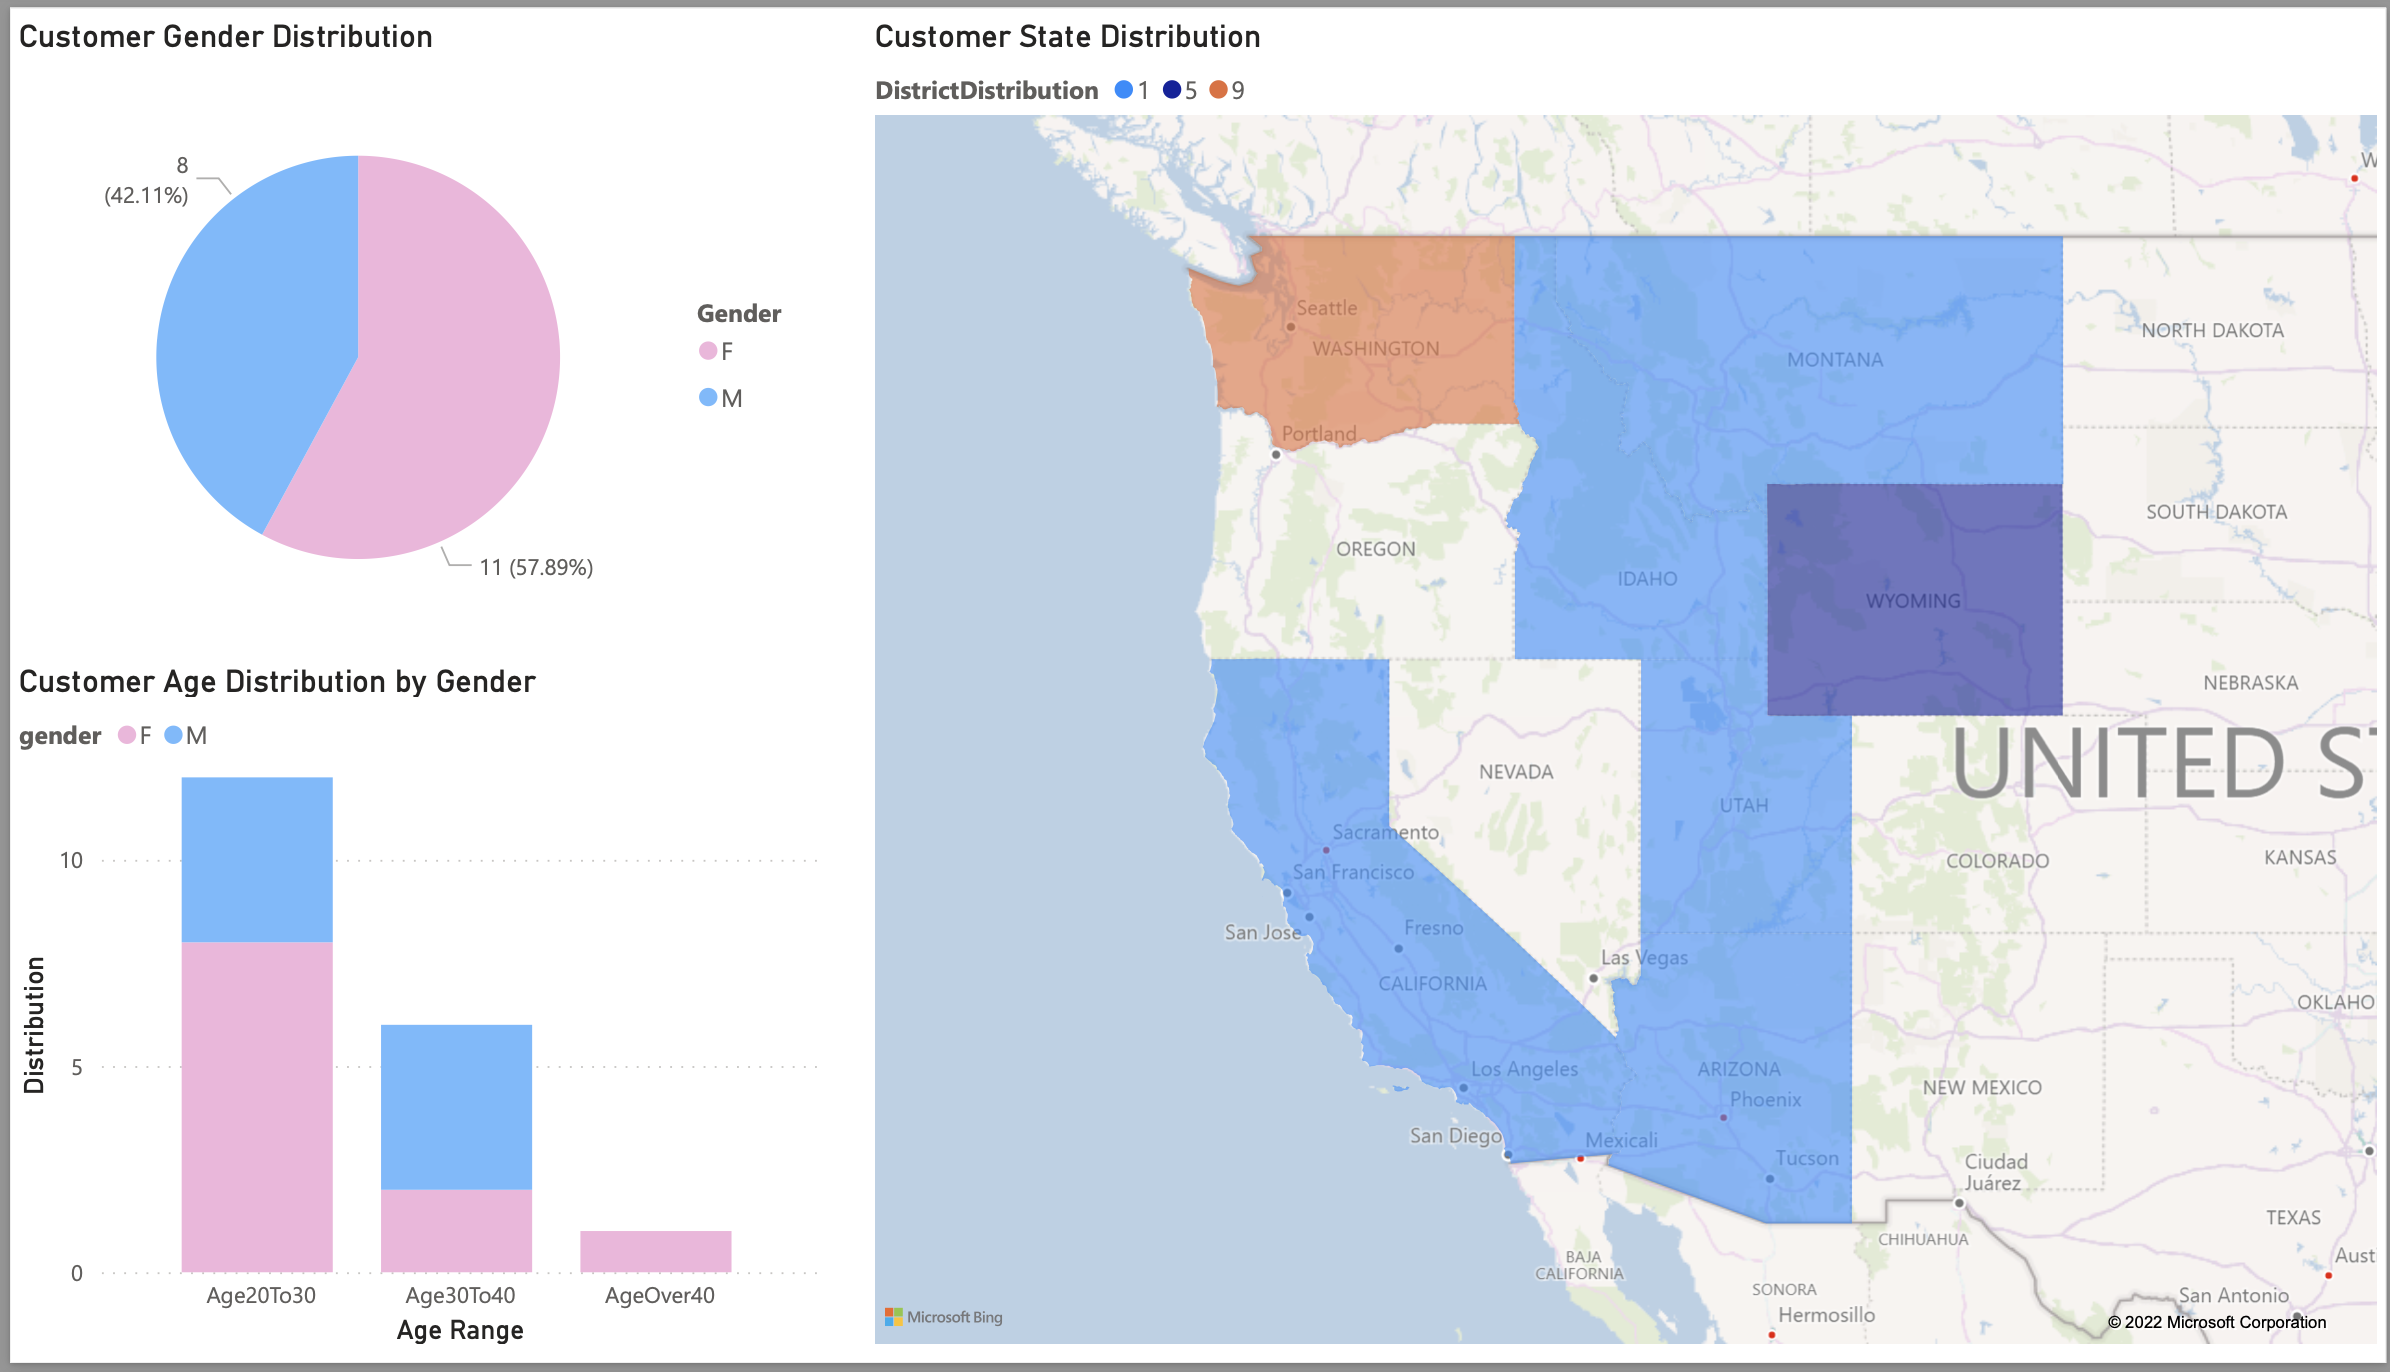 Customer Gender Distribution
8
(42.11%)
11 (57.89%)
Gender
F
M
Customer Age Distribution by Gender
gender F M
Distribution
10
5
0
Age20To30 Age30To40 AgeOver40
Age Range
Customer State Distribution
DistrictDistribution 1 5 9
W
Seattle
WASHINGTON
MONTANA
NORTH DAKOTA
Portland
OREGON
IDAHO
WYOMING
SOUTH DAKOTA
NEBRASKA
UNITED ST
NEVADA
UTAH
Sacramento
San Francisco
COLORADO
KANSAS
San Jose
Fresno
Las Vegas
CALIFORNIA
OKLAHO
Los Angeles
ARIZONA
Phoenix
NEW MEXICO
San Diego
Mexicali
Tucson
Ciudad
Juárez
TEXAS
CHIHUAHUA
BAJA
CALIFORNIA
Aust
SONORA
San Antonio
Hermosillo
Microsoft Bing
© 2022 Microsoft Corporation